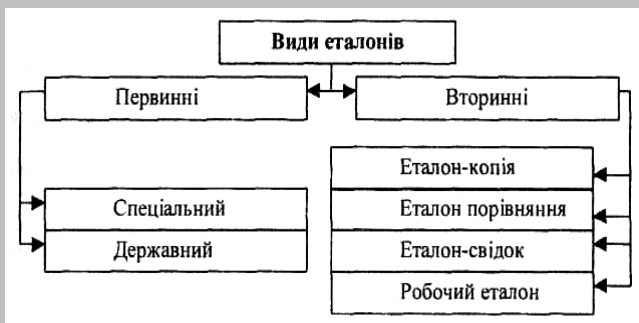 Види еталонів
Первинні
Вторинні
Спеціальний
Державний
Еталон-копія
Еталон порівняння
Еталон-свідок
Робочий еталон